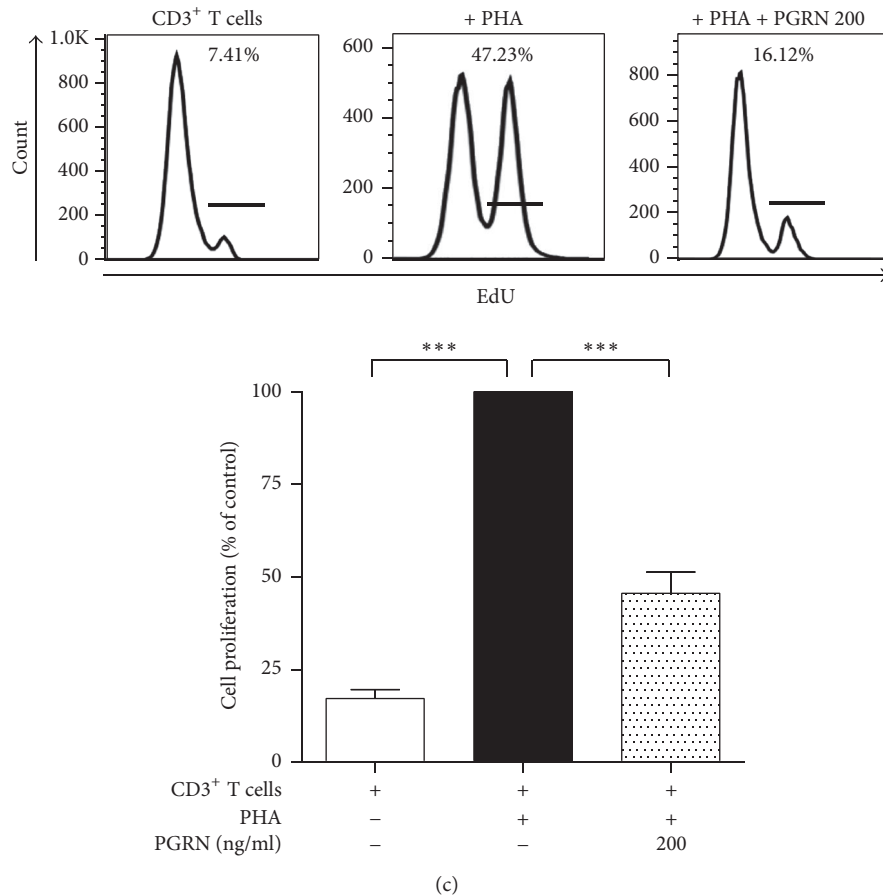 CD3⁺ T cells
+ PHA
+ PHA + PGRN 200
7.41%
47.23%
16.12%
1.0K
800
600
400
200
0
600
400
200
0
800
600
400
200
0
Count
EdU
***
***
100
75
50
25
0
Cell proliferation (% of control)
CD3⁺ T cells + + +
PHA – + +
PGRN (ng/ml) – – 200
(c)